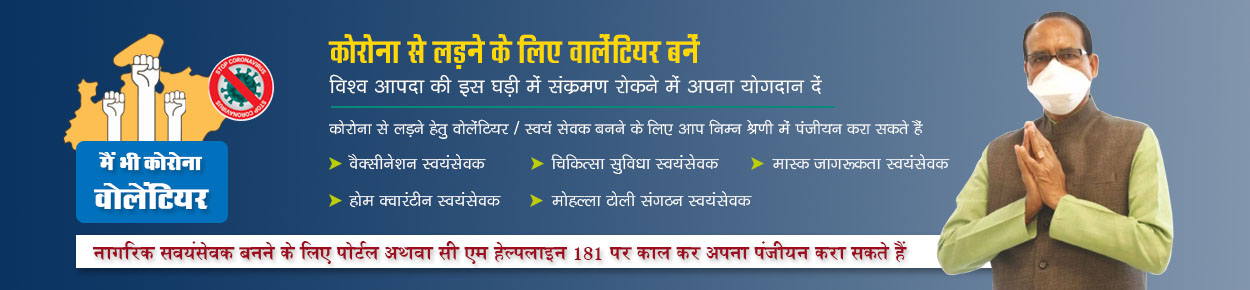 कोरोना से लड़ने के लिए वालेंटियर बनें
विश्व आपदा की इस घड़ी में संक्रमण रोकने में अपना योगदान दें
STOP CORONAVIRUS
STOP CORONAVIRUS
मैं भी कोरोना
वोलेंटियर
कोरोना से लड़ने हेतु वोलेंटियर / स्वयं सेवक बनने के लिए आप निम्न श्रेणी में पंजीयन करा सकते हैं
वैक्सीनेशन स्वयंसेवक
चिकित्सा सुविधा स्वयंसेवक
मास्क जागरूकता स्वयंसेवक
होम क्वारंटीन स्वयंसेवक
मोहल्ला टोली संगठन स्वयंसेवक
नागरिक सवयंसेवक बनने के लिए पोर्टल अथवा सी एम हेल्पलाइन 181 पर काल कर अपना पंजीयन करा सकते हैं